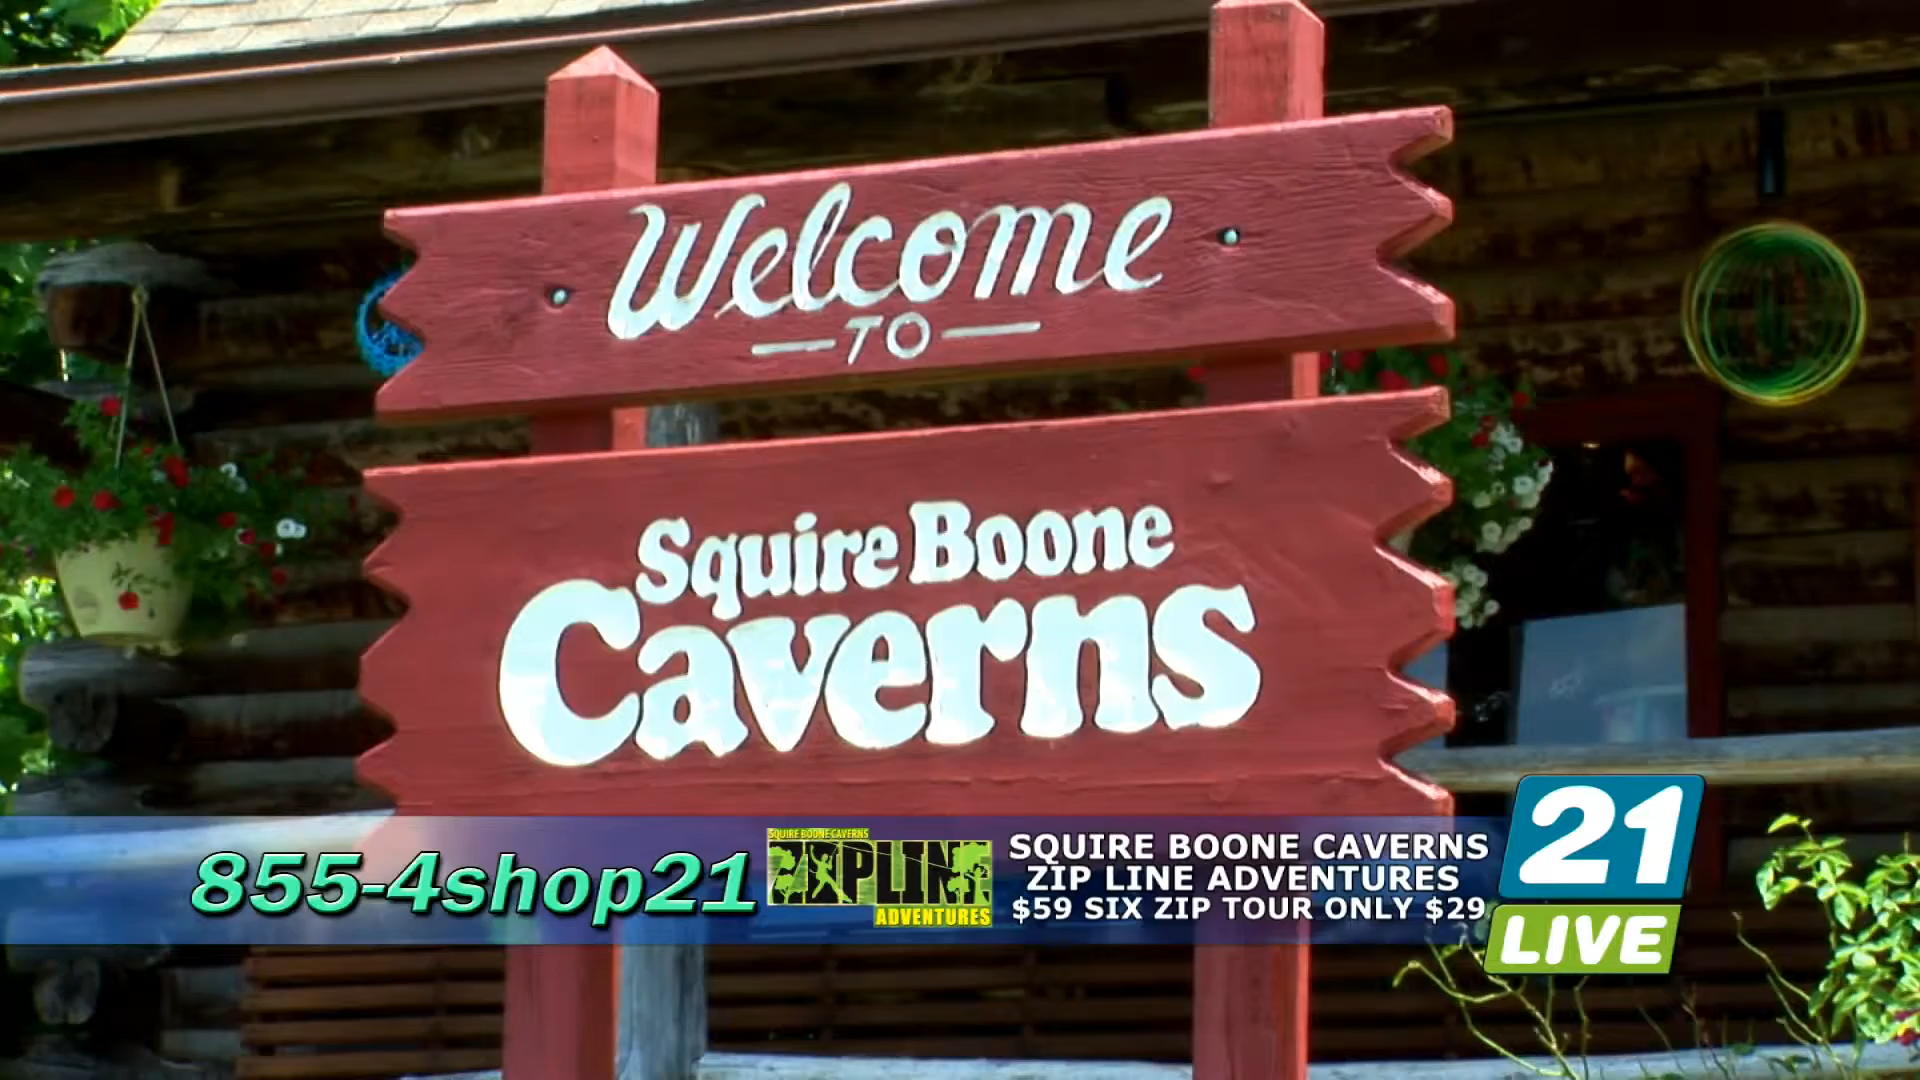 Welcome
TO
Squire Boone
Caverns
855-4shop21
SQUIRE BOONE CAVERNS
ZIPLINE
ADVENTURES
SQUIRE BOONE CAVERNS
ZIP LINE ADVENTURES
$59 SIX ZIP TOUR ONLY $29
21
LIVE